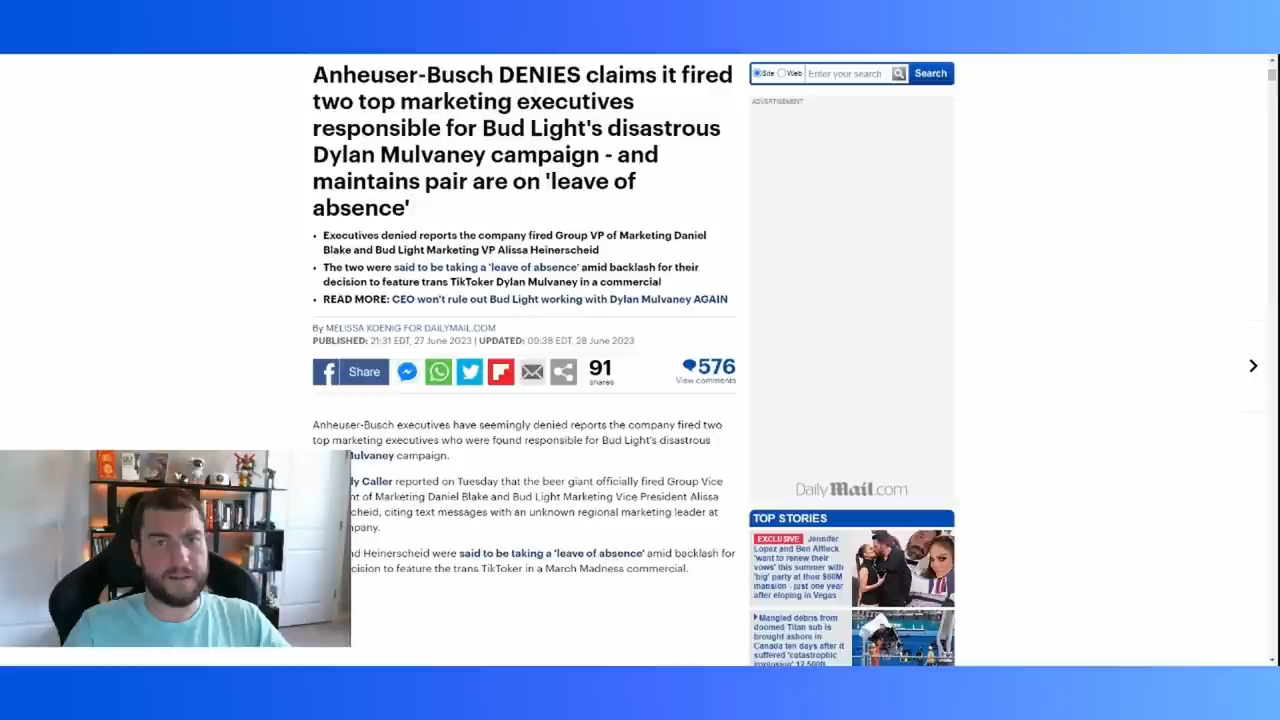 Anheuser-Busch DENIES claims it fired
two top marketing executives
responsible for Bud Light's disastrous
Dylan Mulvaney campaign - and
maintains pair are on 'leave of
absence'
• Executives denied reports the company fired Group VP of Marketing Daniel
Blake and Bud Light Marketing VP Alissa Heinerscheid
• The two were said to be taking a 'leave of absence' amid backlash for their
decision to feature trans TikToker Dylan Mulvaney in a commercial
• READ MORE: CEO won't rule out Bud Light working with Dylan Mulvaney AGAIN
By MELISSA KOENIG FOR DAILYMAIL.COM
PUBLISHED: 21:31 EDT, 27 June 2023 | UPDATED: 09:38 EDT, 28 June 2023
f Share
91
shares
576
View comments
Anheuser-Busch executives have seemingly denied reports the company fired two
top marketing executives who were found responsible for Bud Light's disastrous
Mulvaney campaign.
ly Caller reported on Tuesday that the beer giant officially fired Group Vice
nt of Marketing Daniel Blake and Bud Light Marketing Vice President Alissa
cheid, citing text messages with an unknown regional marketing leader at
mpany.
nd Heinerscheid were said to be taking a 'leave of absence' amid backlash for
cision to feature the trans TikToker in a March Madness commercial.
Site Web Enter your search Search
ADVERTISEMENT
Daily Mail.com
TOP STORIES
EXCLUSIVE Jennifer
Lopez and Ben Affleck
'want to renew their
vows' this summer with
'big' party at their $60M
mansion - just one year
after eloping in Vegas
Mangled debris from
doomed Titan sub is
brought ashore in
Canada ten days after it
suffered 'catastrophic
implosion' 12,500ft